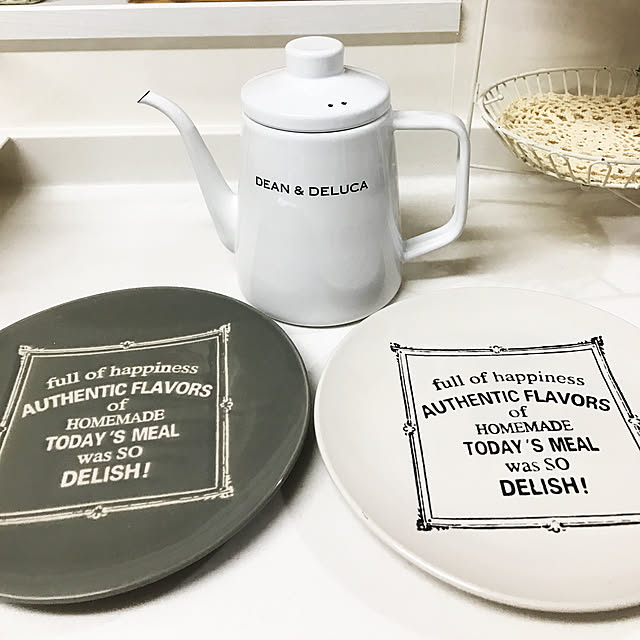 DEAN & DELUCA
full of happiness
AUTHENTIC FLAVORS
of
HOMEMADE
TODAY'S MEAL
was SO
DELISH!
full of happiness
AUTHENTIC FLAVORS
of
HOMEMADE
TODAY'S MEAL
was SO
DELISH!